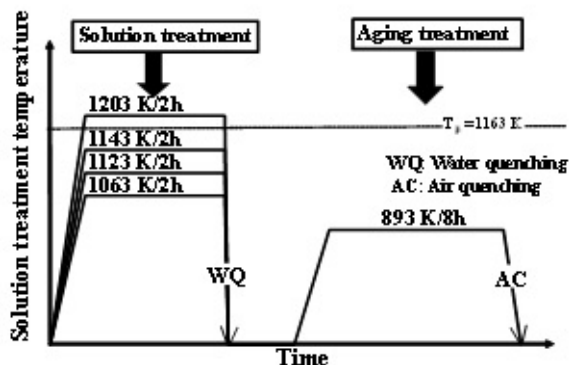 Solution treatment
Aging treatment
1203 K/2h
T =1163 K
1143 K/2h
1123 K/2h
1063 K/2h
WQ: Water quenching
AC: Air quenching
893 K/8h
WQ
AC
Time
Solution treatment temperature